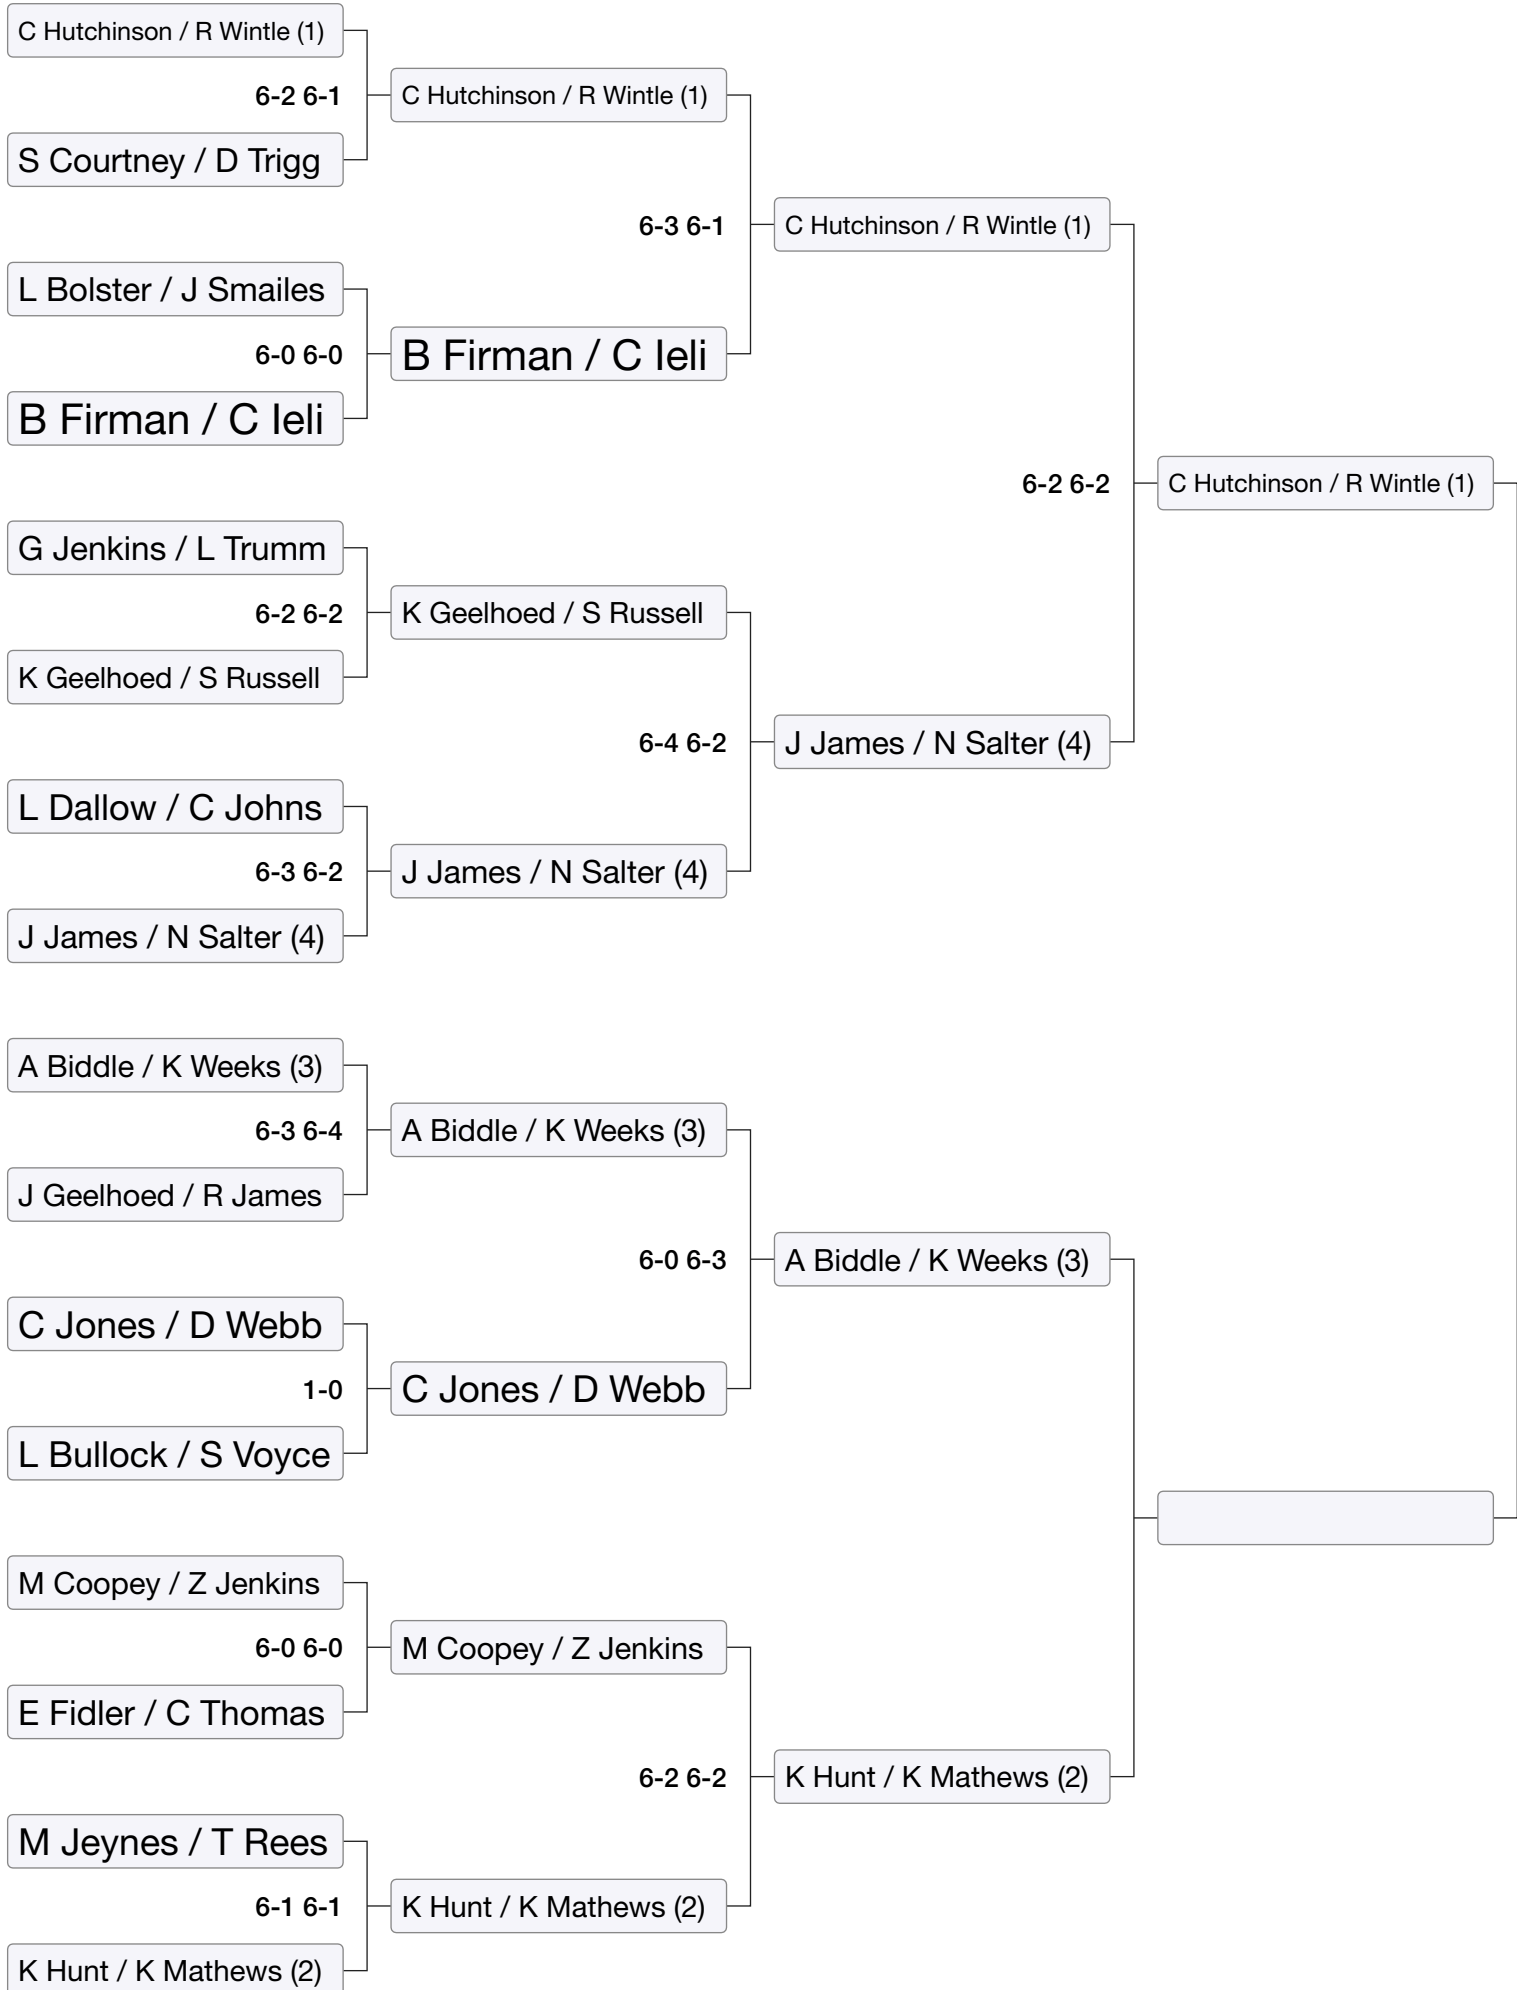 C Hutchinson / R Wintle (1)
6-2 6-1
C Hutchinson / R Wintle (1)
S Courtney / D Trigg
6-3 6-1
C Hutchinson / R Wintle (1)
L Bolster / J Smailes
6-0 6-0
B Firman / C Ieli
B Firman / C Ieli
6-2 6-2
C Hutchinson / R Wintle (1)
G Jenkins / L Trumm
6-2 6-2
K Geelhoed / S Russell
K Geelhoed / S Russell
6-4 6-2
J James / N Salter (4)
L Dallow / C Johns
6-3 6-2
J James / N Salter (4)
J James / N Salter (4)
A Biddle / K Weeks (3)
6-3 6-4
A Biddle / K Weeks (3)
J Geelhoed / R James
6-0 6-3
A Biddle / K Weeks (3)
C Jones / D Webb
1-0
C Jones / D Webb
L Bullock / S Voyce
M Coopey / Z Jenkins
6-0 6-0
M Coopey / Z Jenkins
E Fidler / C Thomas
6-2 6-2
K Hunt / K Mathews (2)
M Jeynes / T Rees
6-1 6-1
K Hunt / K Mathews (2)
K Hunt / K Mathews (2)